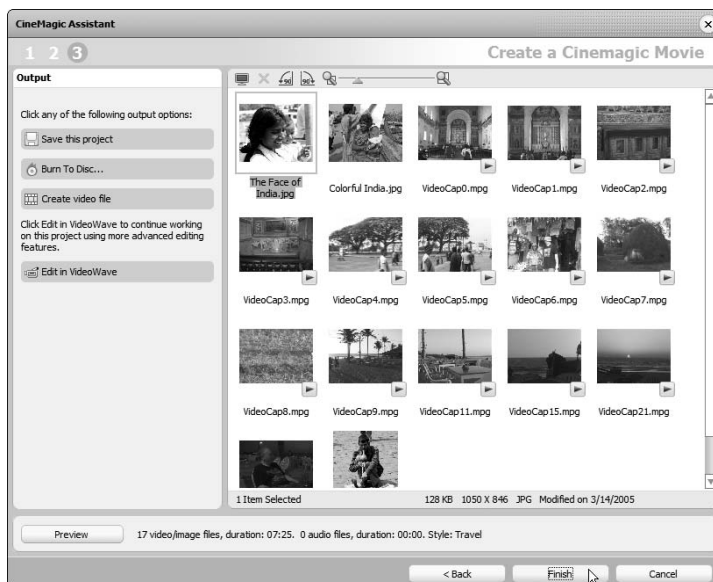 CineMagic Assistant
1 2 3
Create a Cinemagic Movie
Output
Click any of the following output options:
Save this project
Burn To Disc...
Create video file
Click Edit in VideoWave to continue working
on this project using more advanced editing
features.
Edit in VideoWave
90 90
The Face of
India.jpg
Colorful India.jpg
VideoCap0.mpg
VideoCap1.mpg
VideoCap2.mpg
VideoCap3.mpg
VideoCap4.mpg
VideoCap5.mpg
VideoCap6.mpg
VideoCap7.mpg
VideoCap8.mpg
VideoCap9.mpg
VideoCap11.mpg
VideoCap15.mpg
VideoCap21.mpg
1 Item Selected
128 KB 1050 X 846 JPG Modified on 3/14/2005
Preview
17 video/image files, duration: 07:25. 0 audio files, duration: 00:00. Style: Travel
< Back
Finish
Cancel